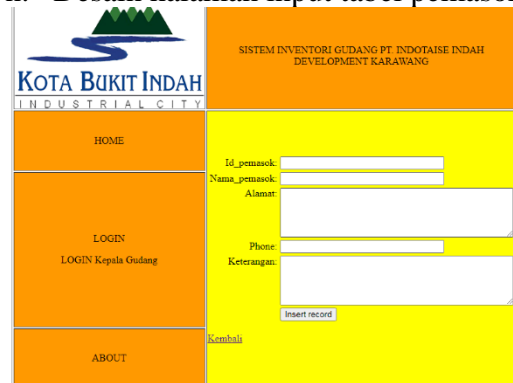 Desain halaman input tabel pemasok
KOTA BUKIT INDAH
INDUSTRIAL CITY
SISTEM INVENTORI GUDANG PT. INDOTAISE INDAH
DEVELOPMENT KARAWANG
HOME
LOGIN
LOGIN Kepala Gudang
ABOUT
Id_pemasok:
Nama_pemasok:
Alamat:
Phone:
Keterangan:
Insert record
Kembali